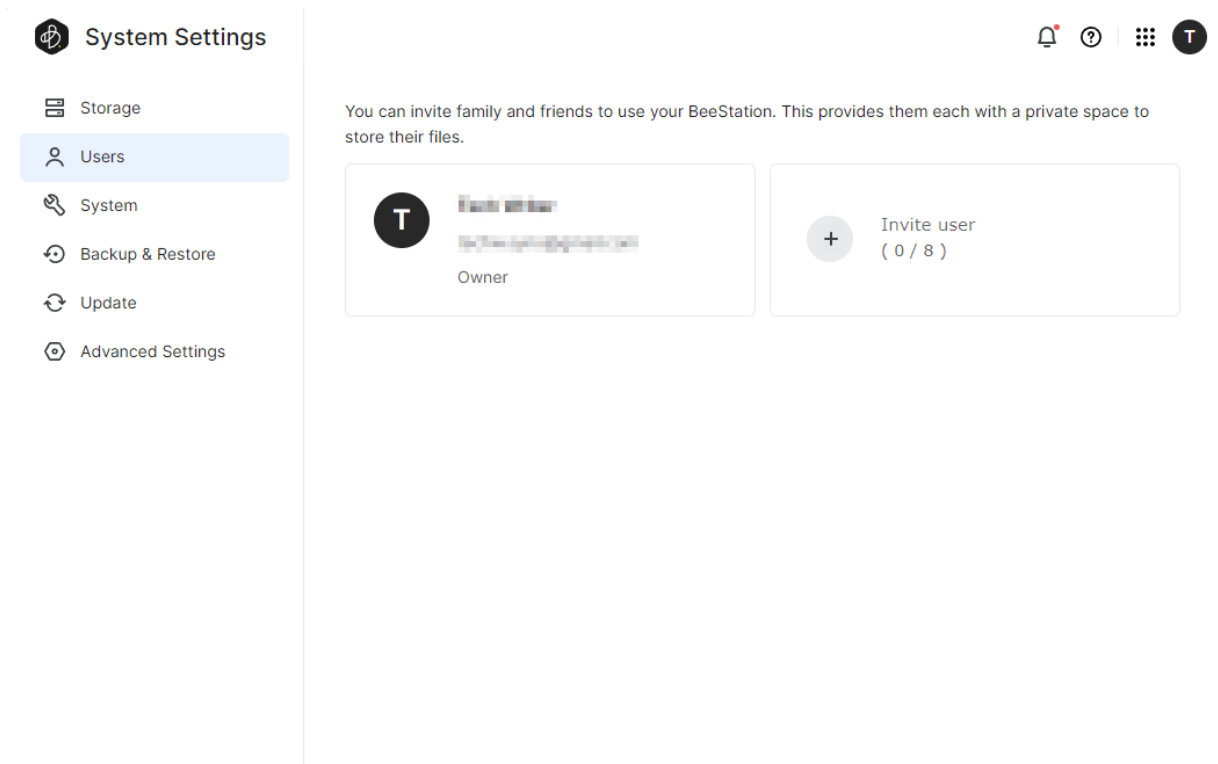 System Settings
T
Storage
Users
System
Backup & Restore
Update
Advanced Settings
You can invite family and friends to use your BeeStation. This provides them each with a private space to
store their files.
T
Owner
+
Invite user
( 0 / 8 )